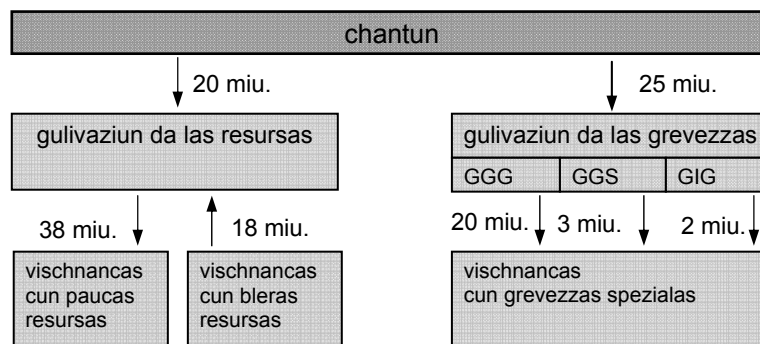 chantun
20 miu.
25 miu.
gulivaziun da las resursas
gulivaziun da las grevezzas
GGG
GGS
GIG
38 miu.
18 miu.
20 miu.
3 miu.
2 miu.
vischnancas
cun paucas
resursas
vischnancas
cun bleras
resursas
vischnancas
cun grevezzas spezialas